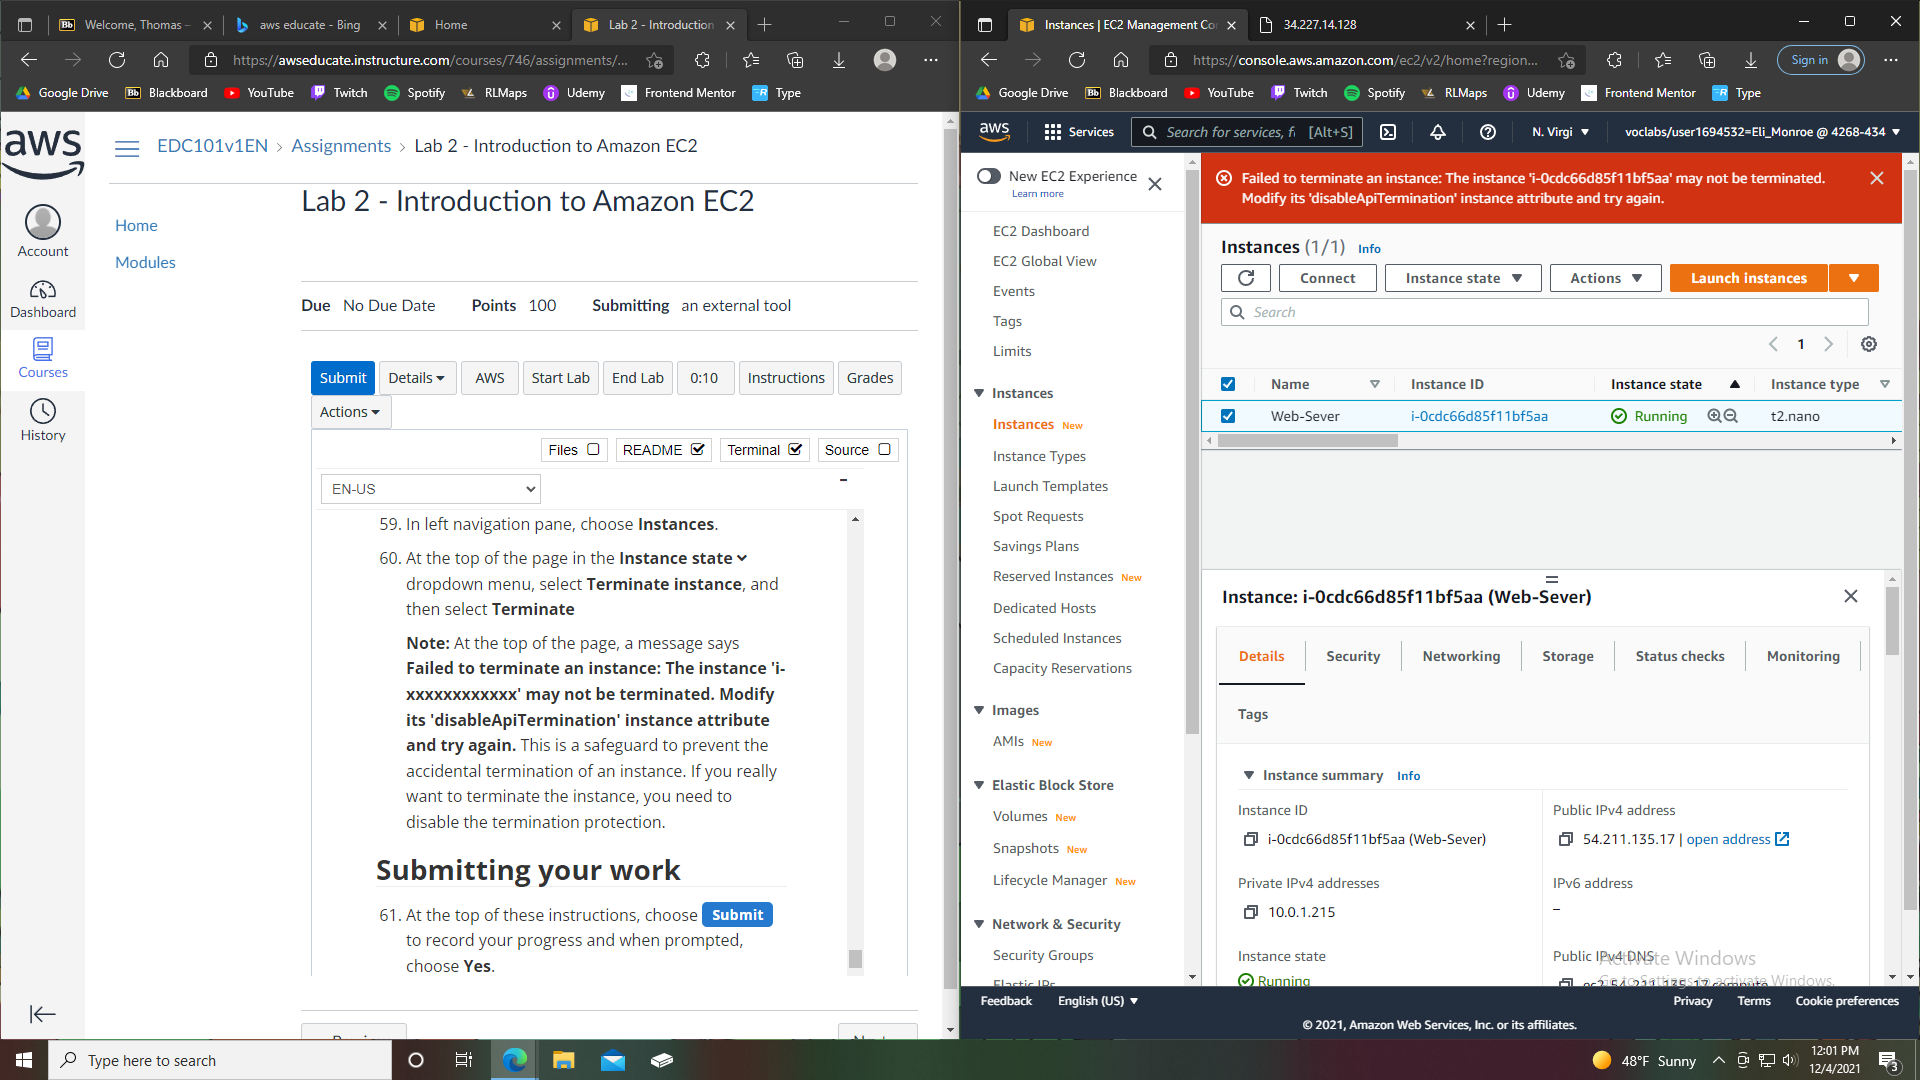 Welcome, Thomas –
aws educate - Bing
Home
Lab 2 - Introduction
https://awseducate.instructure.com/courses/746/assignments/...
Google Drive
Blackboard
YouTube
Twitch
Spotify
RLMaps
Udemy
Frontend Mentor
Type
aws
Account
Dashboard
Courses
History
EDC101v1EN > Assignments > Lab 2 - Introduction to Amazon EC2
Home
Modules
Lab 2 - Introduction to Amazon EC2
Due No Due Date Points 100 Submitting an external tool
Submit
Details
AWS
Start Lab
End Lab
0:10
Instructions
Grades
Actions
Files
README
Terminal
Source
EN-US
59. In left navigation pane, choose Instances.
60. At the top of the page in the Instance state
dropdown menu, select Terminate instance, and
then select Terminate
Note: At the top of the page, a message says
Failed to terminate an instance: The instance 'i-
xxxxxxxxxxxx' may not be terminated. Modify
its 'disableApiTermination' instance attribute
and try again. This is a safeguard to prevent the
accidental termination of an instance. If you really
want to terminate the instance, you need to
disable the termination protection.
Submitting your work
61. At the top of these instructions, choose Submit
to record your progress and when prompted,
choose Yes.
Instances | EC2 Management Co
34.227.14.128
https://console.aws.amazon.com/ec2/v2/home?region...
Sign in
Google Drive
Blackboard
YouTube
Twitch
Spotify
RLMaps
Udemy
Frontend Mentor
Type
aws
Services
Search for services, f [Alt+S]
N. Virgi
voclabs/user1694532=Eli_Monroe @ 4268-434
New EC2 Experience
Learn more
EC2 Dashboard
EC2 Global View
Events
Tags
Limits
Instances
Instances New
Instance Types
Launch Templates
Spot Requests
Savings Plans
Reserved Instances New
Dedicated Hosts
Scheduled Instances
Capacity Reservations
Images
AMIs New
Elastic Block Store
Volumes New
Snapshots New
Lifecycle Manager New
Network & Security
Security Groups
Elastic IPs
Failed to terminate an instance: The instance 'i-0cdc66d85f11bf5aa' may not be terminated.
Modify its 'disableApiTermination' instance attribute and try again.
Instances (1/1) Info
Connect
Instance state
Actions
Launch instances
Search
1
Name
Instance ID
Instance state
Instance type
Web-Sever
i-0cdc66d85f11bf5aa
Running
t2.nano
Instance: i-0cdc66d85f11bf5aa (Web-Sever)
Details
Security
Networking
Storage
Status checks
Monitoring
Tags
Instance summary Info
Instance ID
i-0cdc66d85f11bf5aa (Web-Sever)
Public IPv4 address
54.211.135.17 | open address
Private IPv4 addresses
10.0.1.215
IPv6 address
–
Instance state
Running
Public IPv4 DNS
Activate Windows
Go to Settings to activate Windows.
Feedback
English (US)
Privacy
Terms
Cookie preferences
© 2021, Amazon Web Services, Inc. or its affiliates.
Type here to search
48°F Sunny
12:01 PM
12/4/2021
3